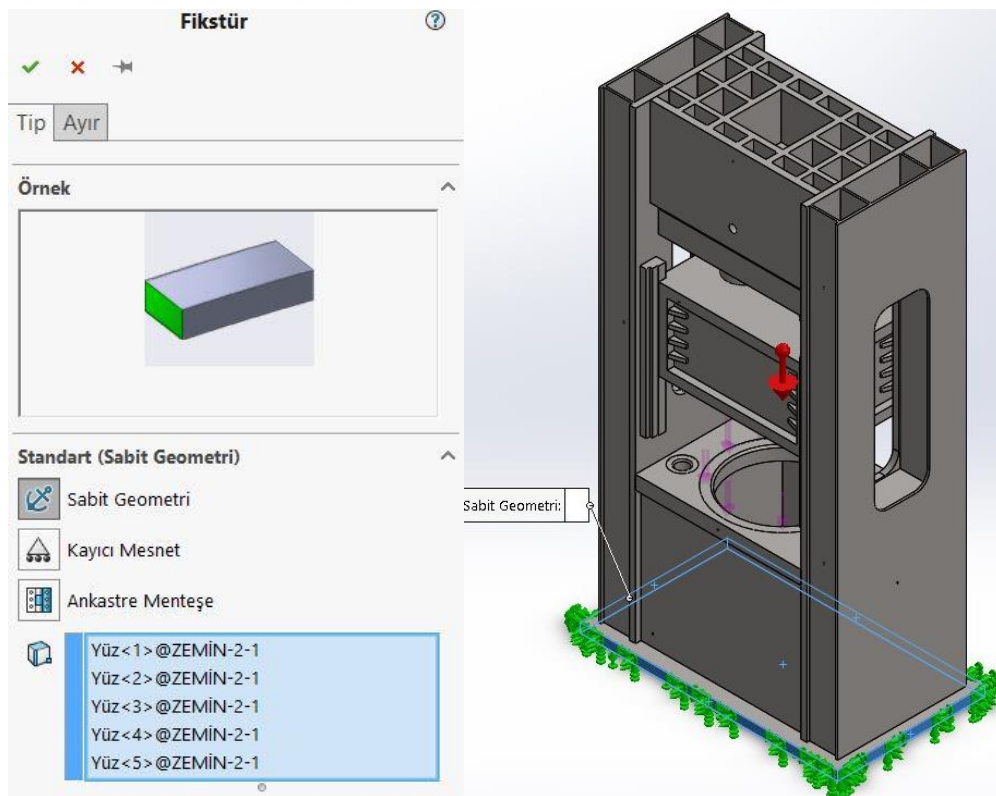 Fikstür
Tip Ayır
Örnek
Standart (Sabit Geometri)
Sabit Geometri
Kayıcı Mesnet
Ankastre Menteşe
Yüz<1>@ZEMİN-2-1
Yüz<2>@ZEMİN-2-1
Yüz<3>@ZEMİN-2-1
Yüz<4>@ZEMİN-2-1
Yüz<5>@ZEMİN-2-1
Sabit Geometri: